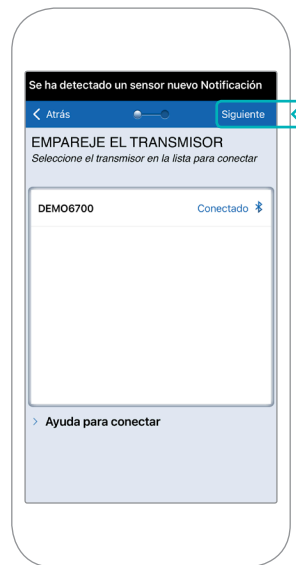 Se ha detectado un sensor nuevo Notificación
Atrás
Siguiente
EMPAREJE EL TRANSMISOR
Seleccione el transmisor en la lista para conectar
DEMO6700
Conectado
Ayuda para conectar